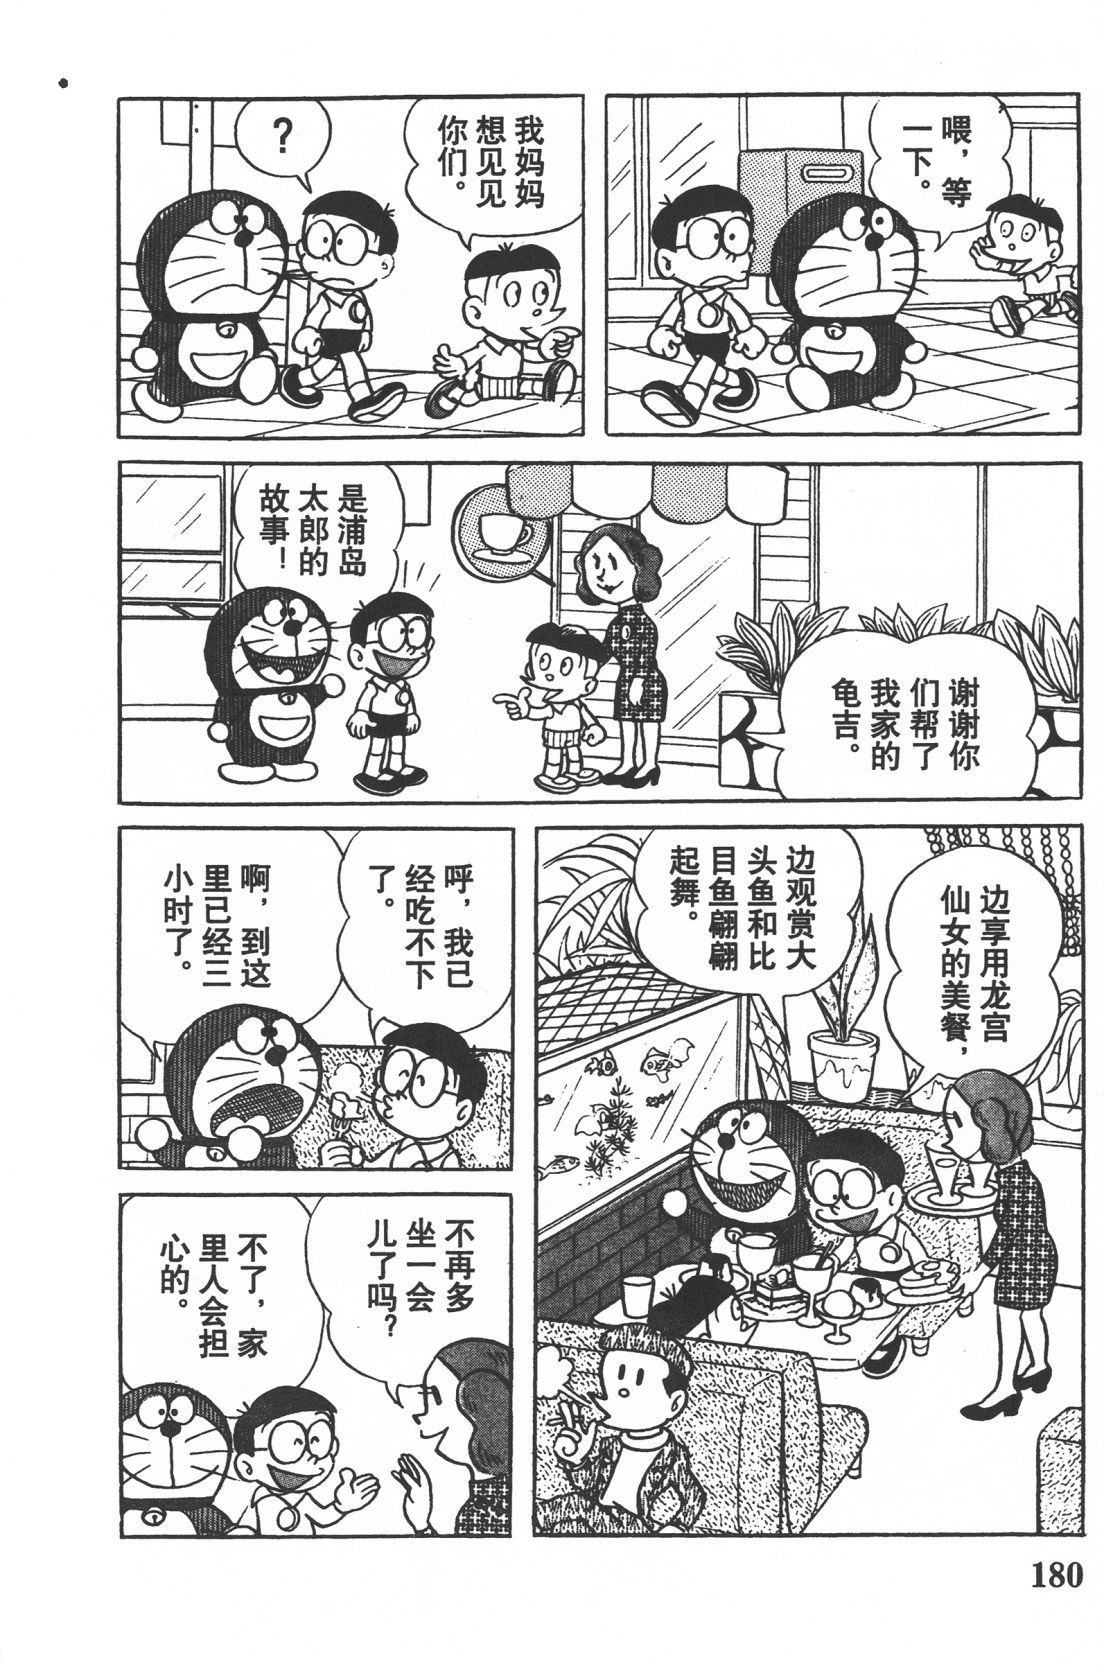 喂，等
一下。
我妈妈
想见见
你们。
？
谢谢你
们帮了
我家的
龟吉。
是浦岛
太郎的
故事！
边享用龙宫
仙女的美餐，
边观赏大
头鱼和比
目鱼翩翩
起舞。
呼，我已
经吃不下
了。
啊，到这
里已经三
小时了。
不再多
坐一会
儿了吗？
不了，家
里人会担
心的。
180